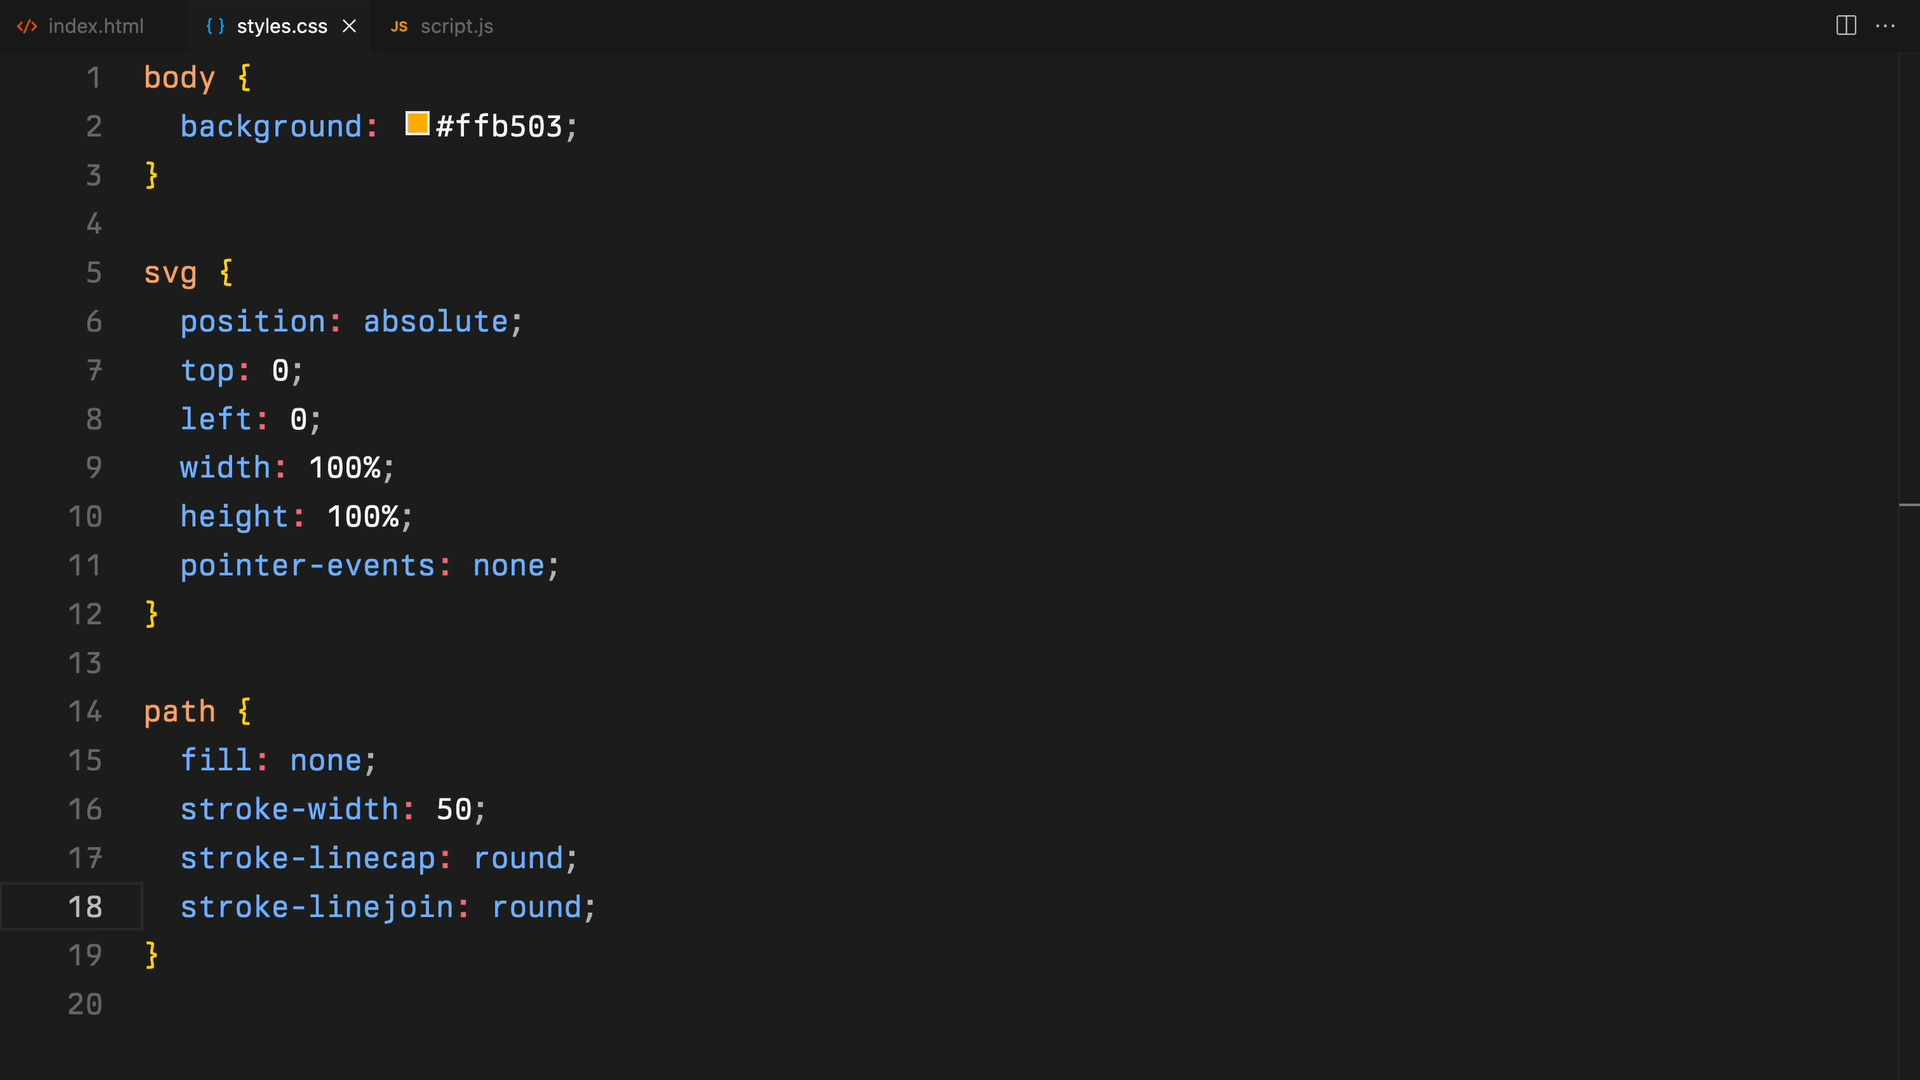 </> index.html {} styles.css × JS script.js
1 body {
2   background: #ffb503;
3 }
4
5 svg {
6   position: absolute;
7   top: 0;
8   left: 0;
9   width: 100%;
10   height: 100%;
11   pointer-events: none;
12 }
13
14 path {
15   fill: none;
16   stroke-width: 50;
17   stroke-linecap: round;
18   stroke-linejoin: round;
19 }
20